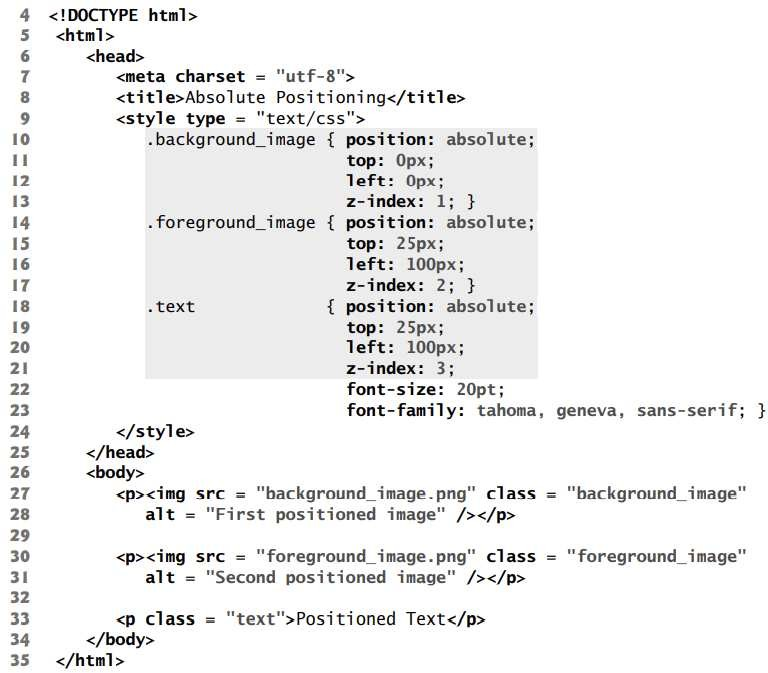 4 <!DOCTYPE html>
5 <html>
6 <head>
7 <meta charset = "utf-8">
8 <title>Absolute Positioning</title>
9 <style type = "text/css">
10 .background_image { position: absolute;
11 top: 0px;
12 left: 0px;
13 z-index: 1; }
14 .foreground_image { position: absolute;
15 top: 25px;
16 left: 100px;
17 z-index: 2; }
18 .text { position: absolute;
19 top: 25px;
20 left: 100px;
21 z-index: 3;
22 font-size: 20pt;
23 font-family: tahoma, geneva, sans-serif; }
24 </style>
25 </head>
26 <body>
27 <p><img src = "background_image.png" class = "background_image"
28 alt = "First positioned image" /></p>
29
30 <p><img src = "foreground_image.png" class = "foreground_image"
31 alt = "Second positioned image" /></p>
32
33 <p class = "text">Positioned Text</p>
34 </body>
35 </html>